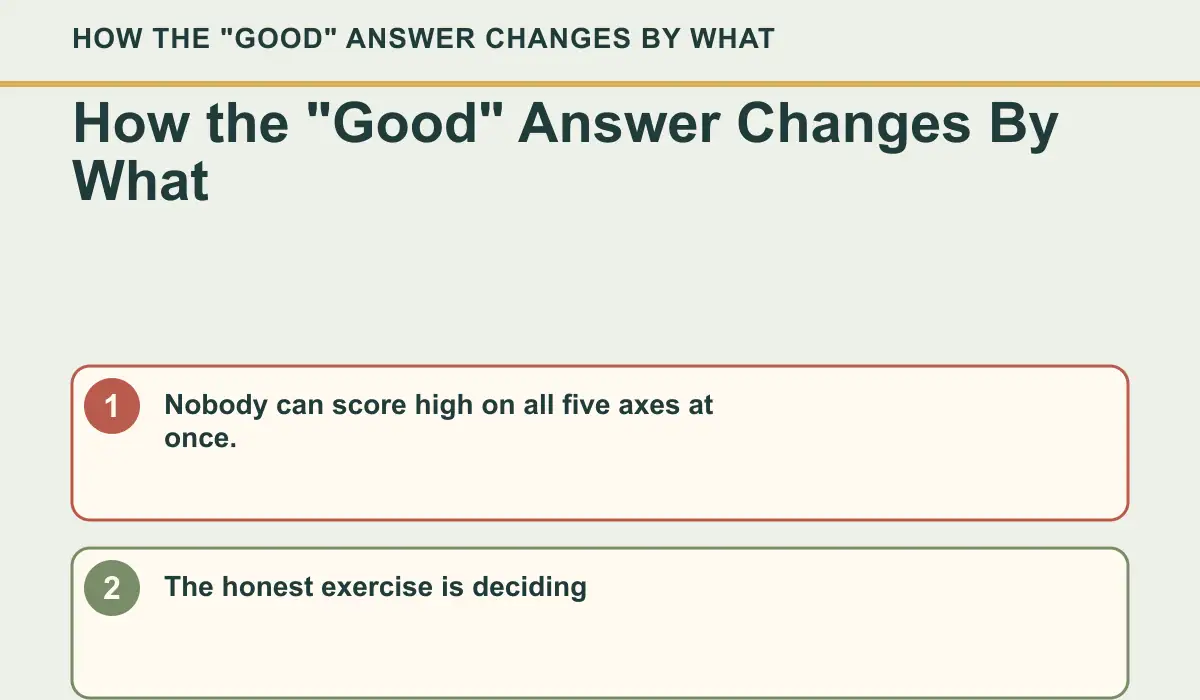 HOW THE "GOOD" ANSWER CHANGES BY WHAT
How the "Good" Answer Changes By
What
1
Nobody can score high on all five axes at
once.
2
The honest exercise is deciding